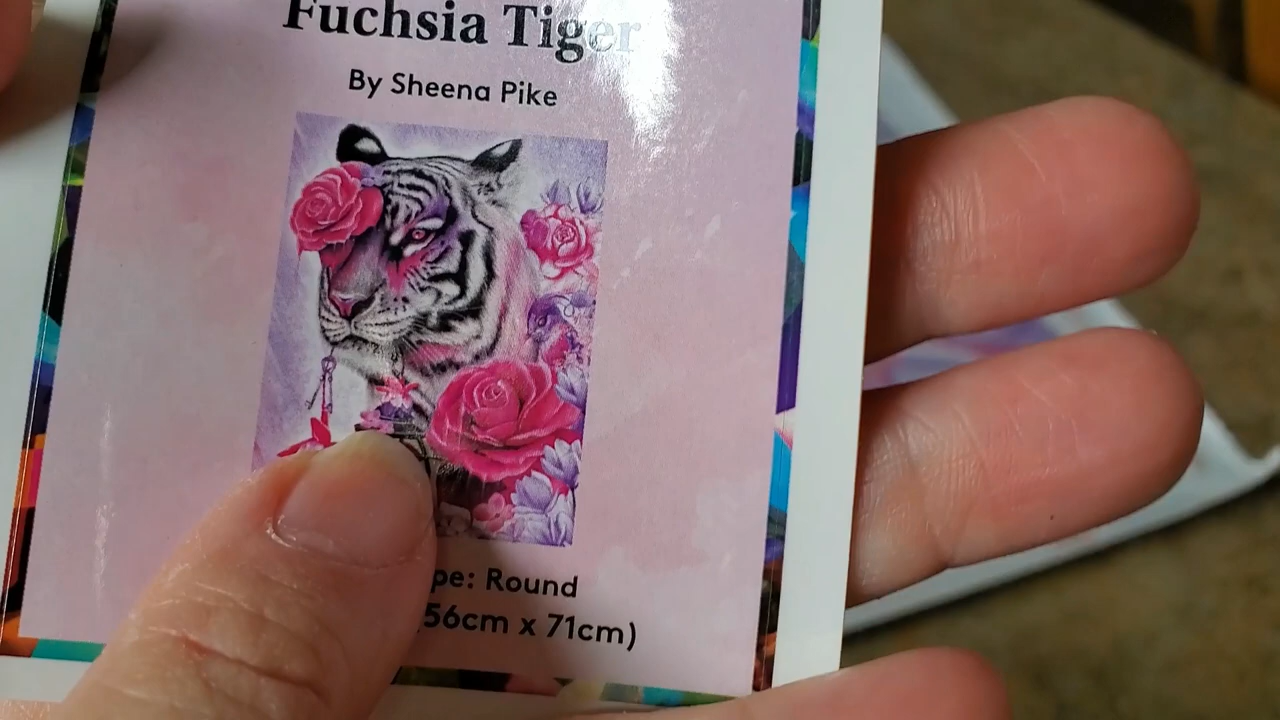 Fuchsia Tiger
By Sheena Pike
pe: Round
(56cm x 71cm)